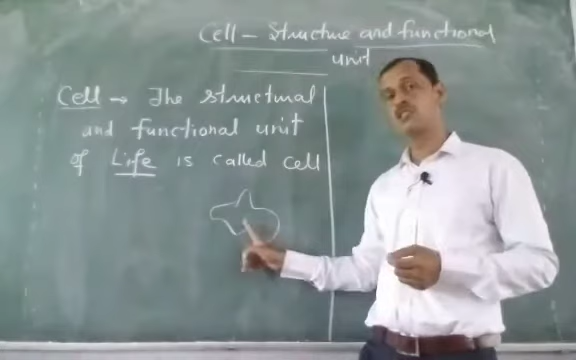 Cell - Structure and functional
unit
Cell → The structural
and functional unit
of Life is called cell